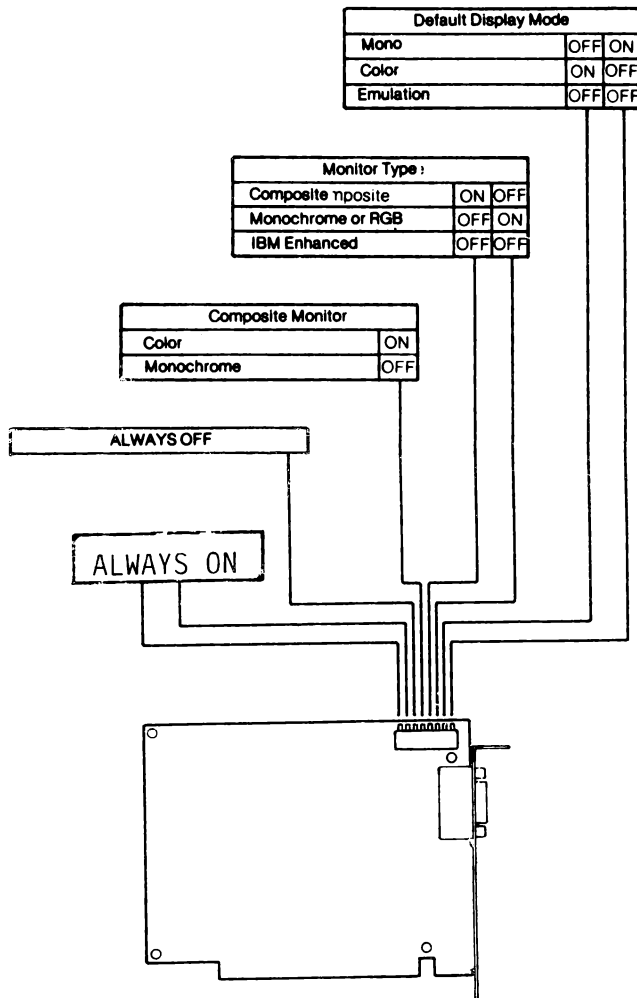 Default Display Mode
Mono OFF ON
Color ON OFF
Emulation OFF OFF
Monitor Type :
Composite mposite ON OFF
Monochrome or RGB OFF ON
IBM Enhanced OFF OFF
Composite Monitor
Color ON
Monochrome OFF
ALWAYS OFF
ALWAYS ON